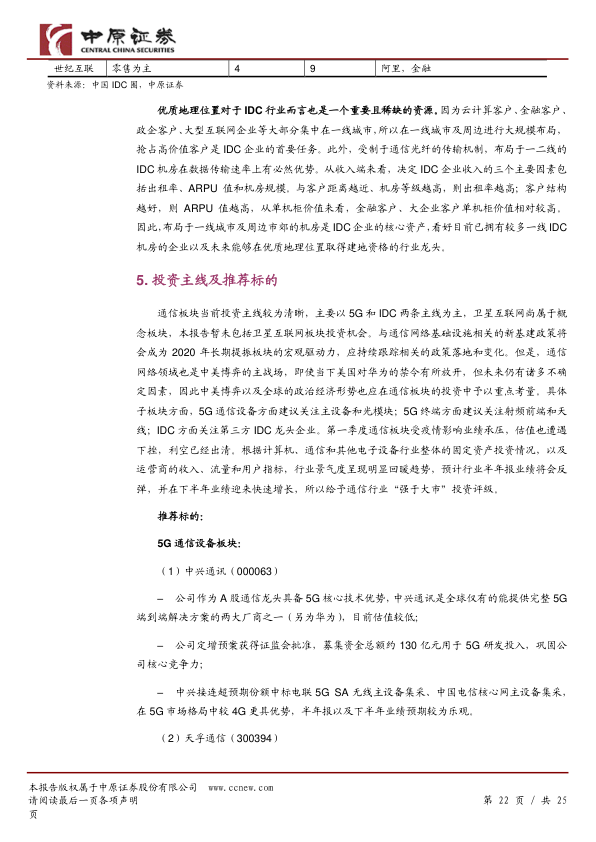 中原证券
CENTRAL CHINA SECURITIES
世纪互联 零售为主 4 9 阿里，金融
资料来源：中国 IDC 圈，中原证券
优质地理位置对于 IDC 行业而言也是一个重要且稀缺的资源。因为云计算客户、金融客户、
政企客户、大型互联网企业等大部分集中在一线城市，所以在一线城市及周边进行大规模布局，
抢占高价值客户是 IDC 企业的首要任务。此外，受制于通信光纤的传输机制，布局于一二线的
IDC 机房在数据传输速率上有必然优势。从收入端来看，决定 IDC 企业收入的三个主要因素包
括出租率、ARPU 值和机房规模。与客户距离越近、机房等级越高，则出租率越高；客户结构
越好，则 ARPU 值越高，从单机柜价值来看，金融客户、大企业客户单机柜价值相对较高。
因此，布局于一线城市及周边市郊的机房是 IDC 企业的核心资产，看好目前已拥有较多一线 IDC
机房的企业以及未来能够在优质地理位置取得建地资格的行业龙头。
5. 投资主线及推荐标的
通信板块当前投资主线较为清晰，主要以 5G 和 IDC 两条主线为主，卫星互联网尚属于概
念板块，本报告暂未包括卫星互联网板块投资机会。与通信网络基础设施相关的新基建政策将
会成为 2020 年长期提振板块的宏观驱动力，应持续跟踪相关的政策落地和变化。但是，通信
网络领域也是中美博弈的主战场，即使当下美国对华为的禁令有所放开，但未来仍有诸多不确
定因素，因此中美博弈以及全球的政治经济形势也应在通信板块的投资中予以重点考量。具体
子板块方面，5G 通信设备方面建议关注主设备和光模块；5G 终端方面建议关注射频前端和天
线；IDC 方面关注第三方 IDC 龙头企业。第一季度通信板块受疫情影响业绩承压，估值也遭遇
下挫，利空已经出清。根据计算机、通信和其他电子设备行业整体的固定资产投资情况，以及
运营商的收入、流量和用户指标，行业景气度呈现明显回暖趋势，预计行业半年报业绩将会反
弹，并在下半年业绩迎来快速增长，所以给予通信行业“强于大市”投资评级。
推荐标的：
5G 通信设备板块：
（1）中兴通讯（000063）
– 公司作为 A 股通信龙头具备 5G 核心技术优势，中兴通讯是全球仅有的能提供完整 5G
端到端解决方案的两大厂商之一（另为华为），目前估值较低；
– 公司定增预案获得证监会批准，募集资金总额约 130 亿元用于 5G 研发投入，巩固公
司核心竞争力；
– 中兴接连超预期份额中标电联 5G SA 无线主设备集采、中国电信核心网主设备集采，
在 5G 市场格局中较 4G 更具优势，半年报以及下半年业绩预期较为乐观。
（2）天孚通信（300394）
本报告版权属于中原证券股份有限公司 www.ccnew.com
请阅读最后一页各项声明 第 22 页 / 共 25
页